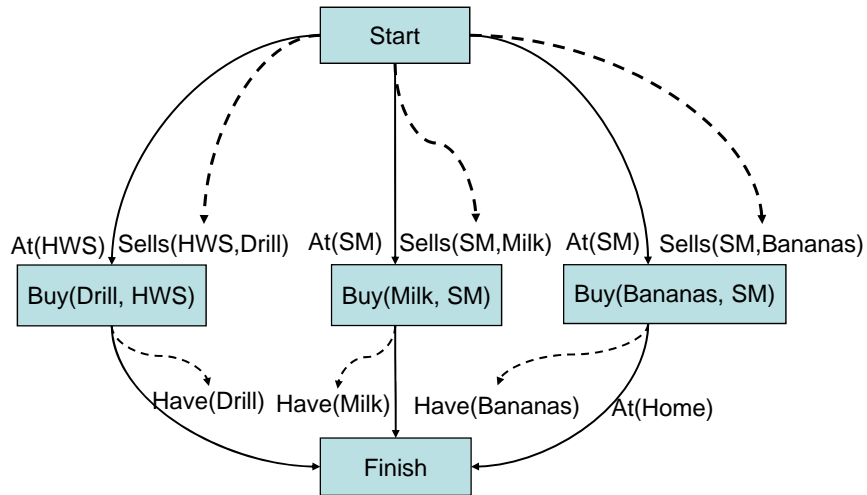 Start
At(HWS) Sells(HWS,Drill) At(SM) Sells(SM,Milk) At(SM) Sells(SM,Bananas)
Buy(Drill, HWS) Buy(Milk, SM) Buy(Bananas, SM)
Have(Drill) Have(Milk) Have(Bananas) At(Home)
Finish